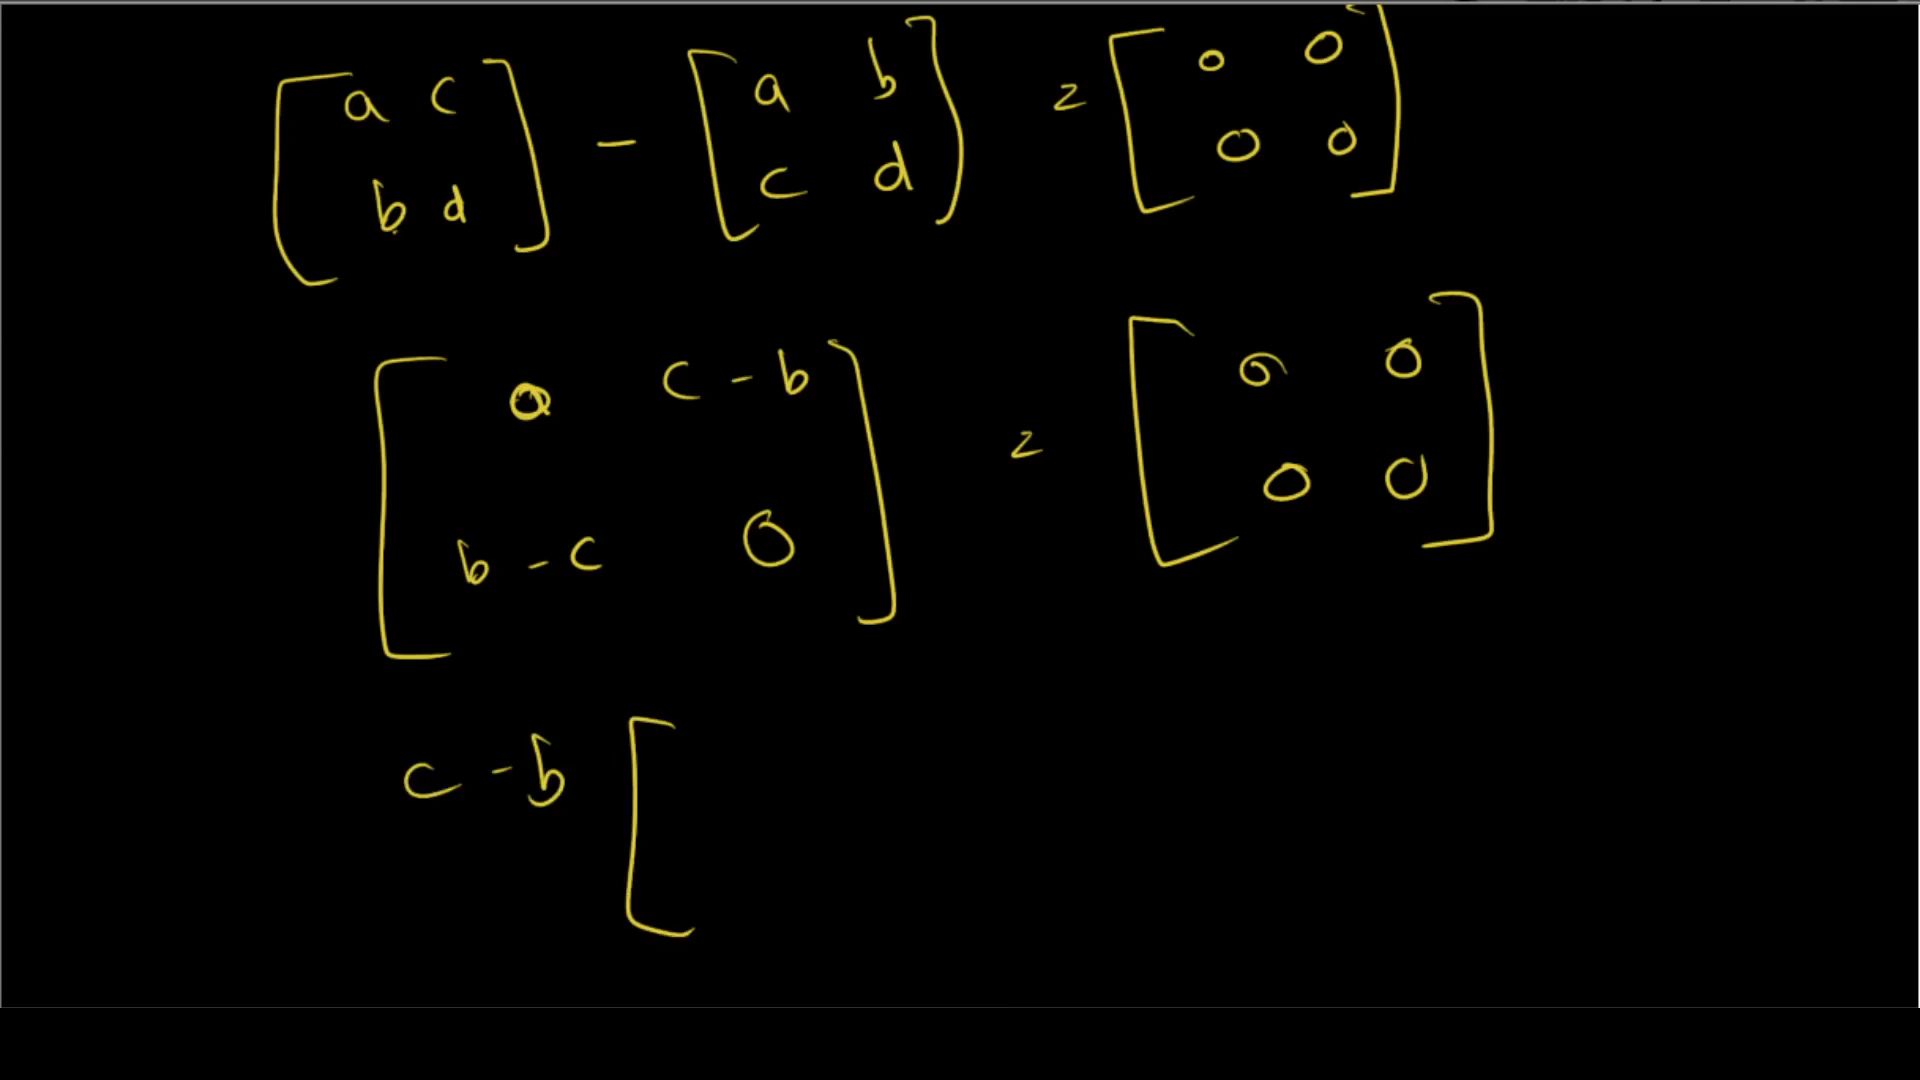 [ a c ] - [ a b ] = [ 0 0 ]
[ b d ]   [ c d ]   [ 0 0 ]
[ 0 c - b ] = [ 0 0 ]
[ b - c 0 ]   [ 0 0 ]
c - b [